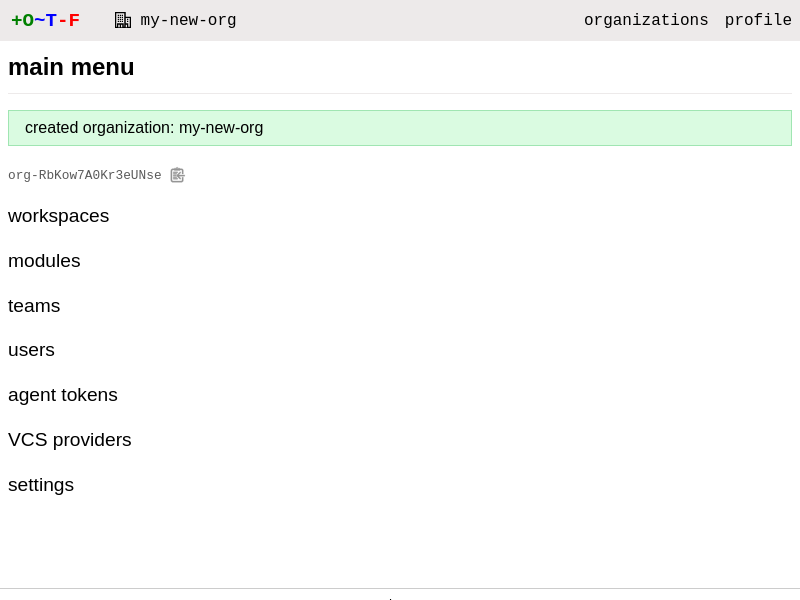 +O~T-F my-new-org organizations profile
main menu
created organization: my-new-org
org-RbKow7A0Kr3eUNse
workspaces
modules
teams
users
agent tokens
VCS providers
settings